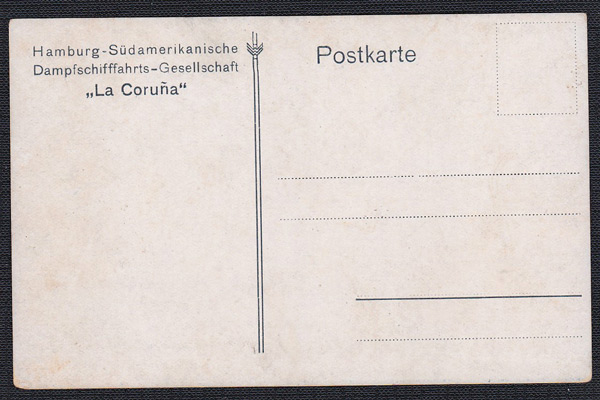 Hamburg-Südamerikanische
Dampfschifffahrts-Gesellschaft
„La Coruña“
Postkarte